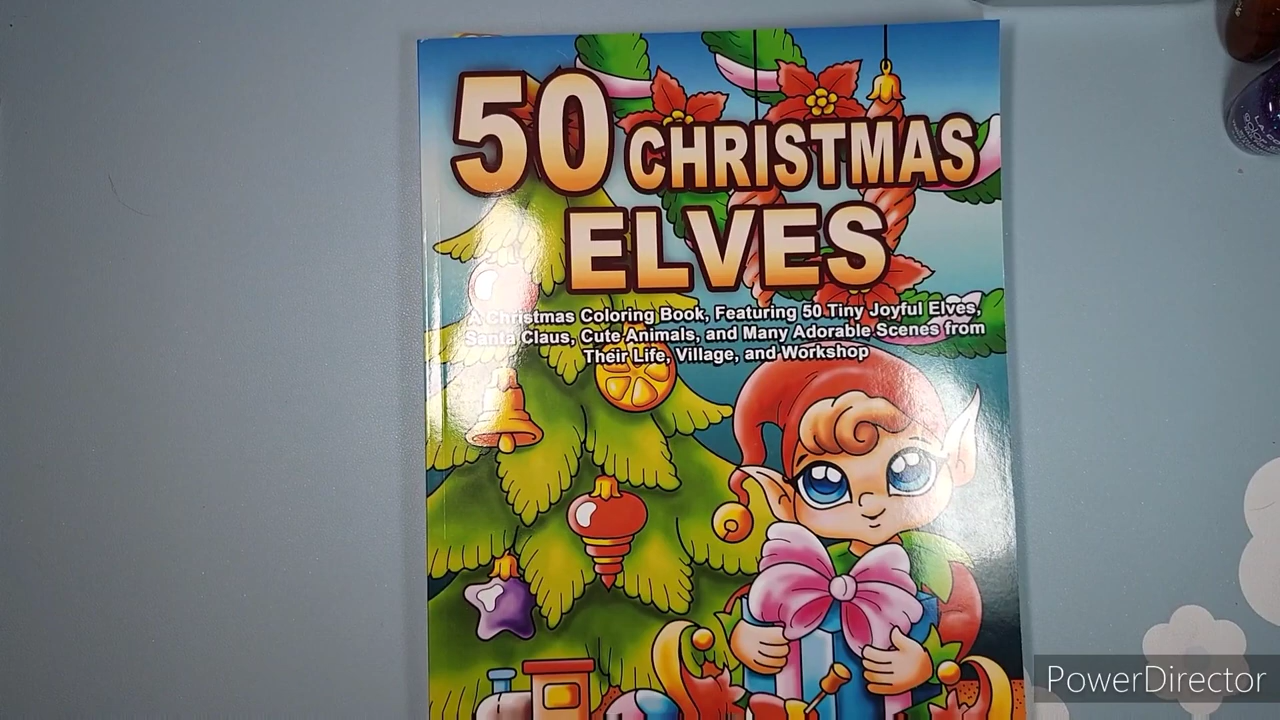 50 CHRISTMAS
ELVES
A Christmas Coloring Book, Featuring 50 Tiny Joyful Elves,
Santa Claus, Cute Animals, and Many Adorable Scenes from
Their Life, Village, and Workshop
PowerDirector